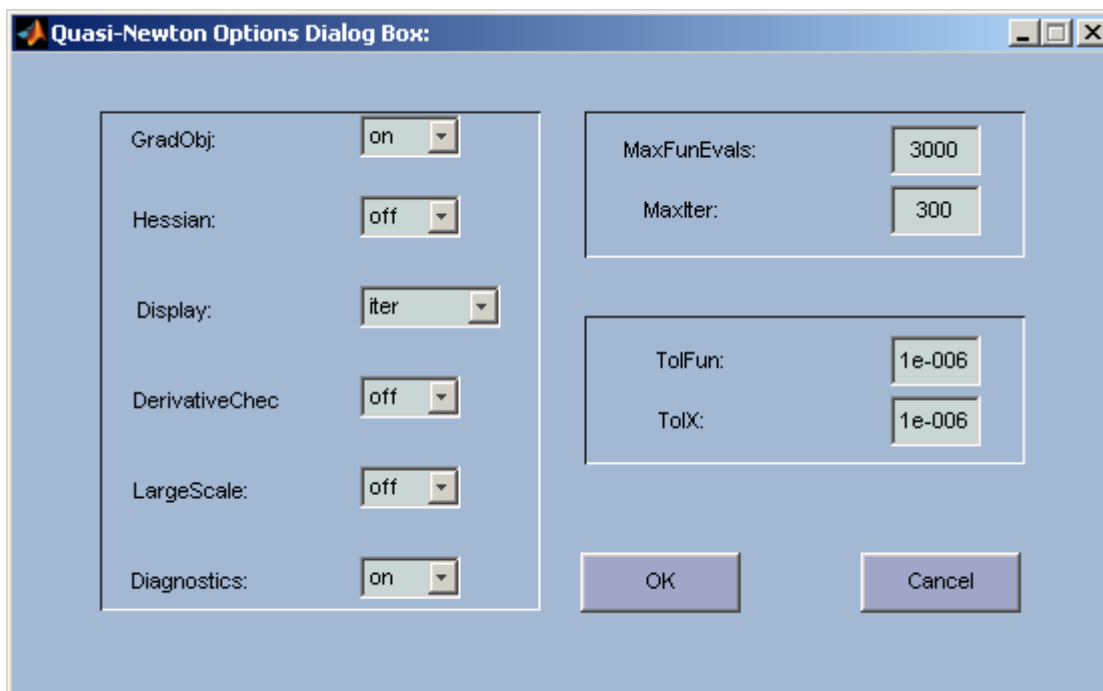 Quasi-Newton Options Dialog Box:
GradObj: on
Hessian: off
Display: iter
DerivativeChec off
LargeScale: off
Diagnostics: on
MaxFunEvals: 3000
MaxIter: 300
TolFun: 1e-006
TolX: 1e-006
OK Cancel